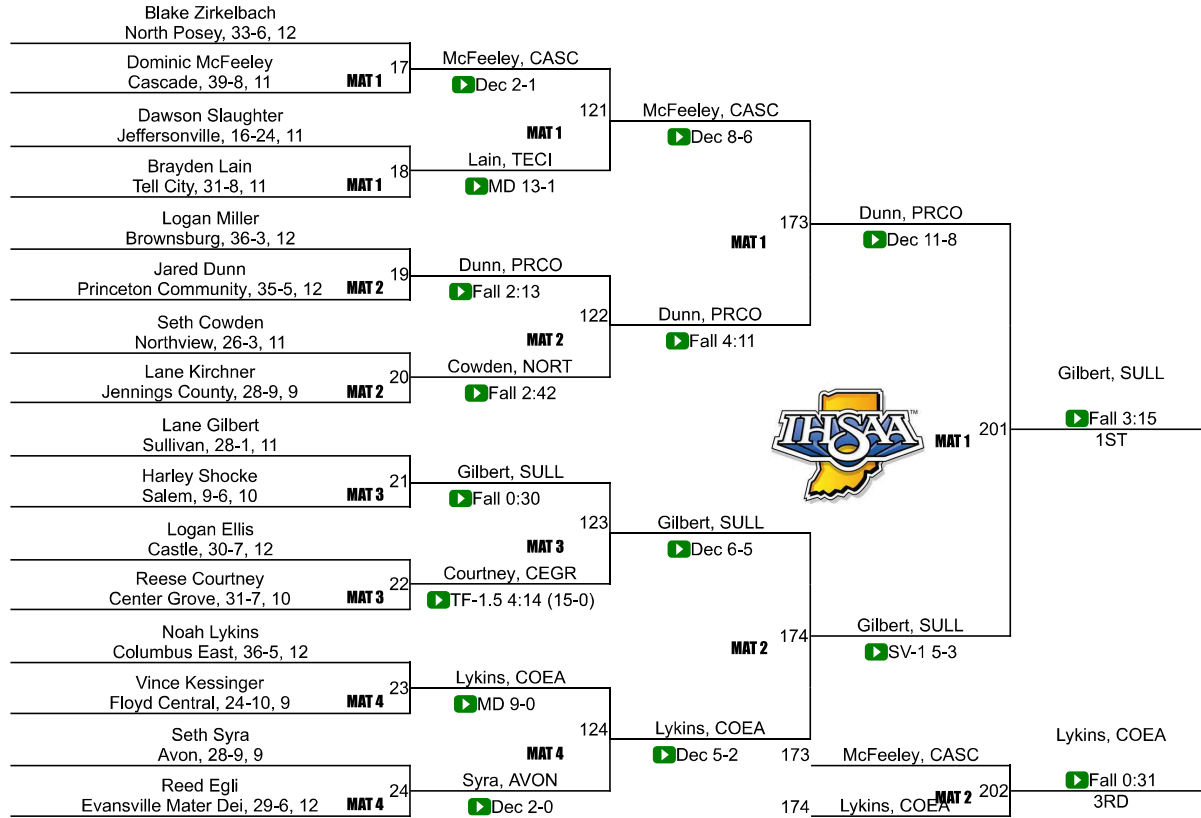 Blake Zirkelbach
North Posey, 33-6, 12
Dominic McFeeley
Cascade, 39-8, 11
MAT 1
17
McFeeley, CASC
Dec 2-1
Dawson Slaughter
Jeffersonville, 16-24, 11
Brayden Lain
Tell City, 31-8, 11
MAT 1
18
Lain, TECI
MD 13-1
121
MAT 1
McFeeley, CASC
Dec 8-6
Logan Miller
Brownsburg, 36-3, 12
Jared Dunn
Princeton Community, 35-5, 12
MAT 2
19
Dunn, PRCO
Fall 2:13
Seth Cowden
Northview, 26-3, 11
Lane Kirchner
Jennings County, 28-9, 9
MAT 2
20
Cowden, NORT
Fall 2:42
122
MAT 2
Dunn, PRCO
Fall 4:11
173
MAT 1
Dunn, PRCO
Dec 11-8
Lane Gilbert
Sullivan, 28-1, 11
Harley Shocke
Salem, 9-6, 10
MAT 3
21
Gilbert, SULL
Fall 0:30
Logan Ellis
Castle, 30-7, 12
Reese Courtney
Center Grove, 31-7, 10
MAT 3
22
Courtney, CEGR
TF-1.5 4:14 (15-0)
123
MAT 3
Gilbert, SULL
Dec 6-5
Noah Lykins
Columbus East, 36-5, 12
Vince Kessinger
Floyd Central, 24-10, 9
MAT 4
23
Lykins, COEA
MD 9-0
Seth Syra
Avon, 28-9, 9
Reed Egli
Evansville Mater Dei, 29-6, 12
MAT 4
24
Syra, AVON
Dec 2-0
124
MAT 4
Lykins, COEA
Dec 5-2
174
MAT 2
Gilbert, SULL
SV-1 5-3
IHSAA™
MAT 1
201
Gilbert, SULL
Fall 3:15
1ST
173
McFeeley, CASC
174
Lykins, COEA
MAT 2
202
Lykins, COEA
Fall 0:31
3RD